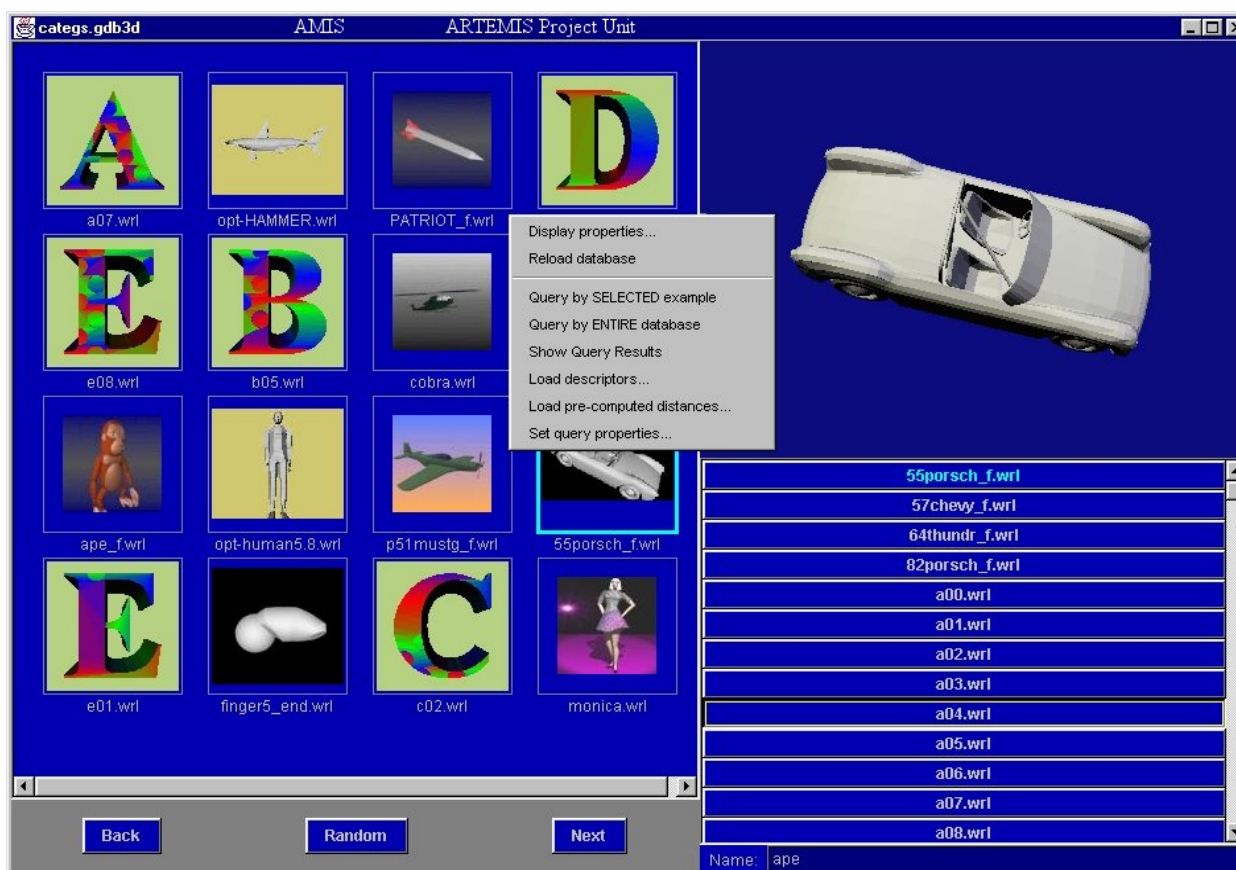 categs.gdb3d AMIS ARTEMIS Project Unit
A
D
a07.wrl opt-HAMMER.wrl PATRIOT_f.wrl
Display properties...
Reload database
Query by SELECTED example
Query by ENTIRE database
Show Query Results
Load descriptors...
Load pre-computed distances...
Set query properties...
E
B
e08.wrl b05.wrl cobra.wrl
ape_f.wrl opt-human5.8.wrl p51mustg_f.wrl 55porsch_f.wrl
E
C
e01.wrl finger5_end.wrl c02.wrl monica.wrl
Back Random Next
55porsch_f.wrl
57chevy_f.wrl
64thundr_f.wrl
82porsch_f.wrl
a00.wrl
a01.wrl
a02.wrl
a03.wrl
a04.wrl
a05.wrl
a06.wrl
a07.wrl
a08.wrl
Name: ape